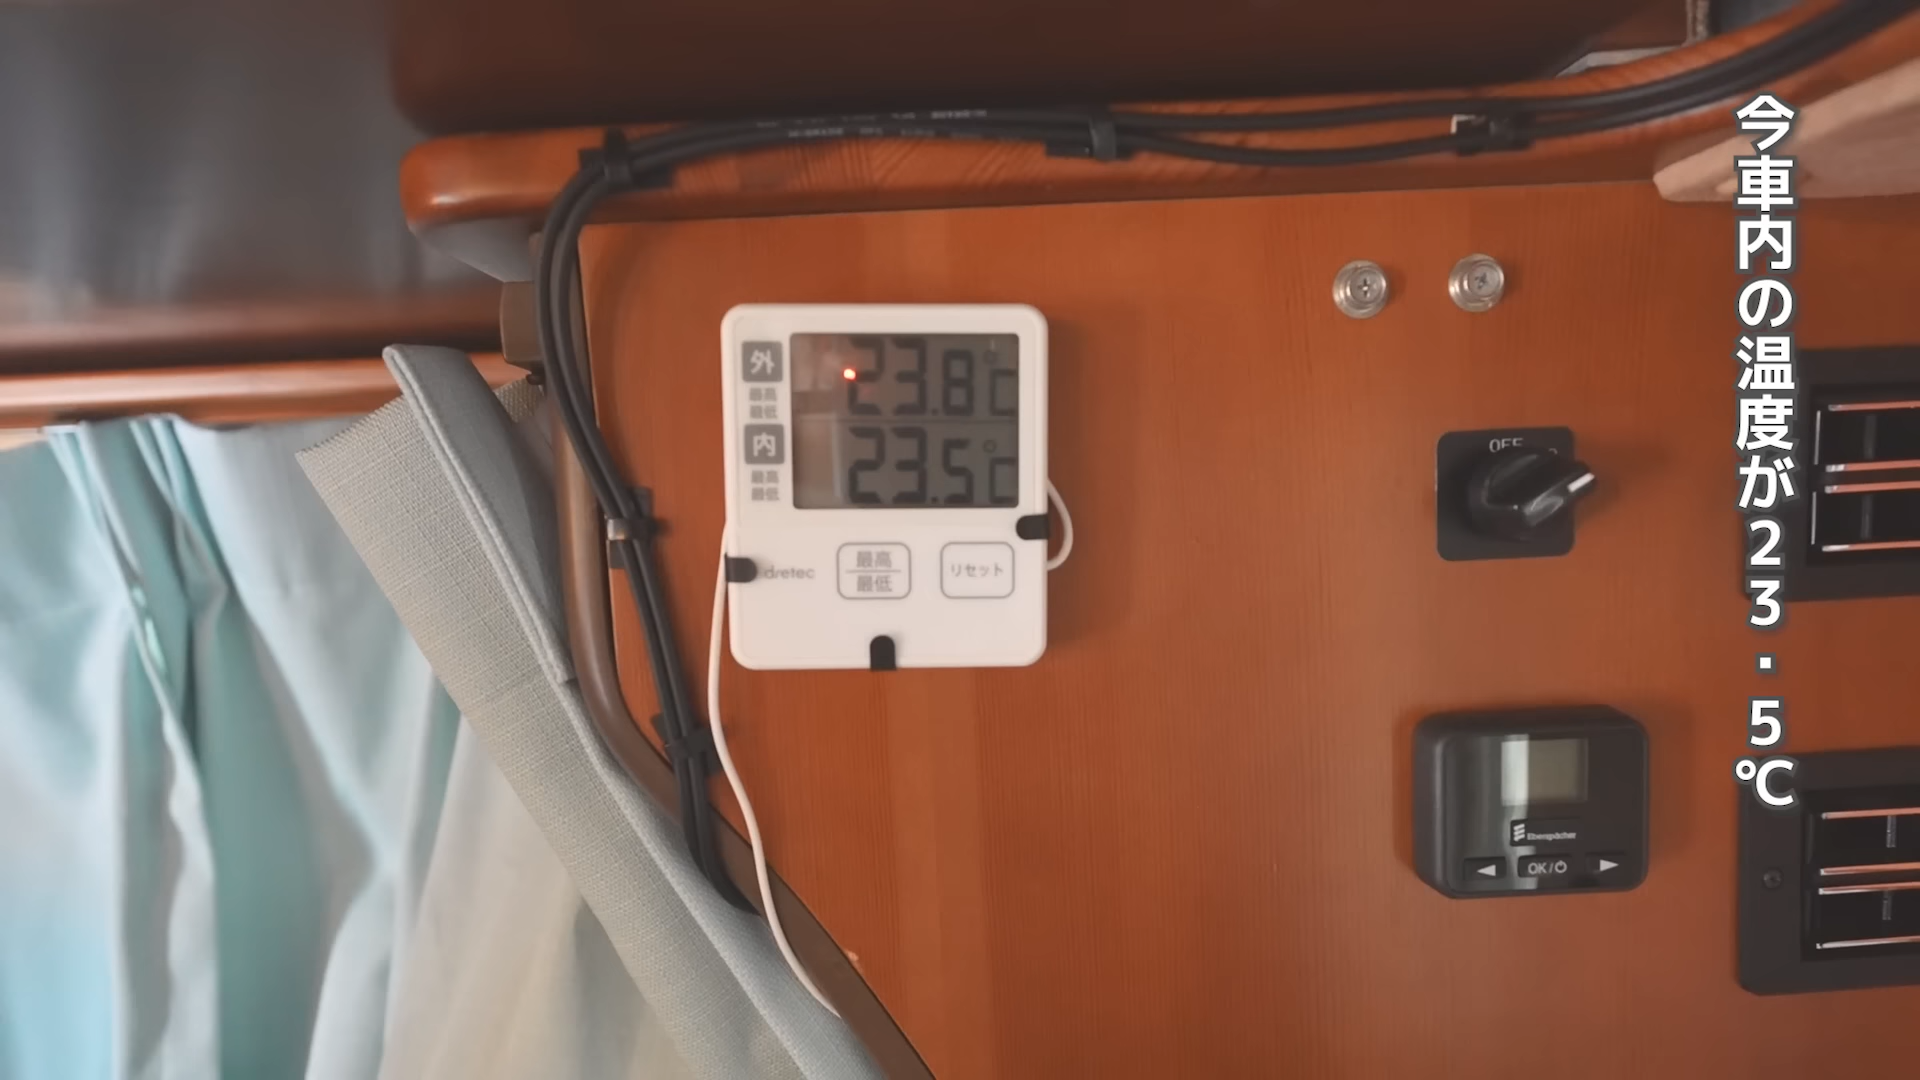 今車内の温度が23.5℃
外
23.8℃
最高
最低
内
23.5℃
最高
最低
dretec
最高
最低
リセット
OFF
Eberspächer
◀ OK/⏻ ▶